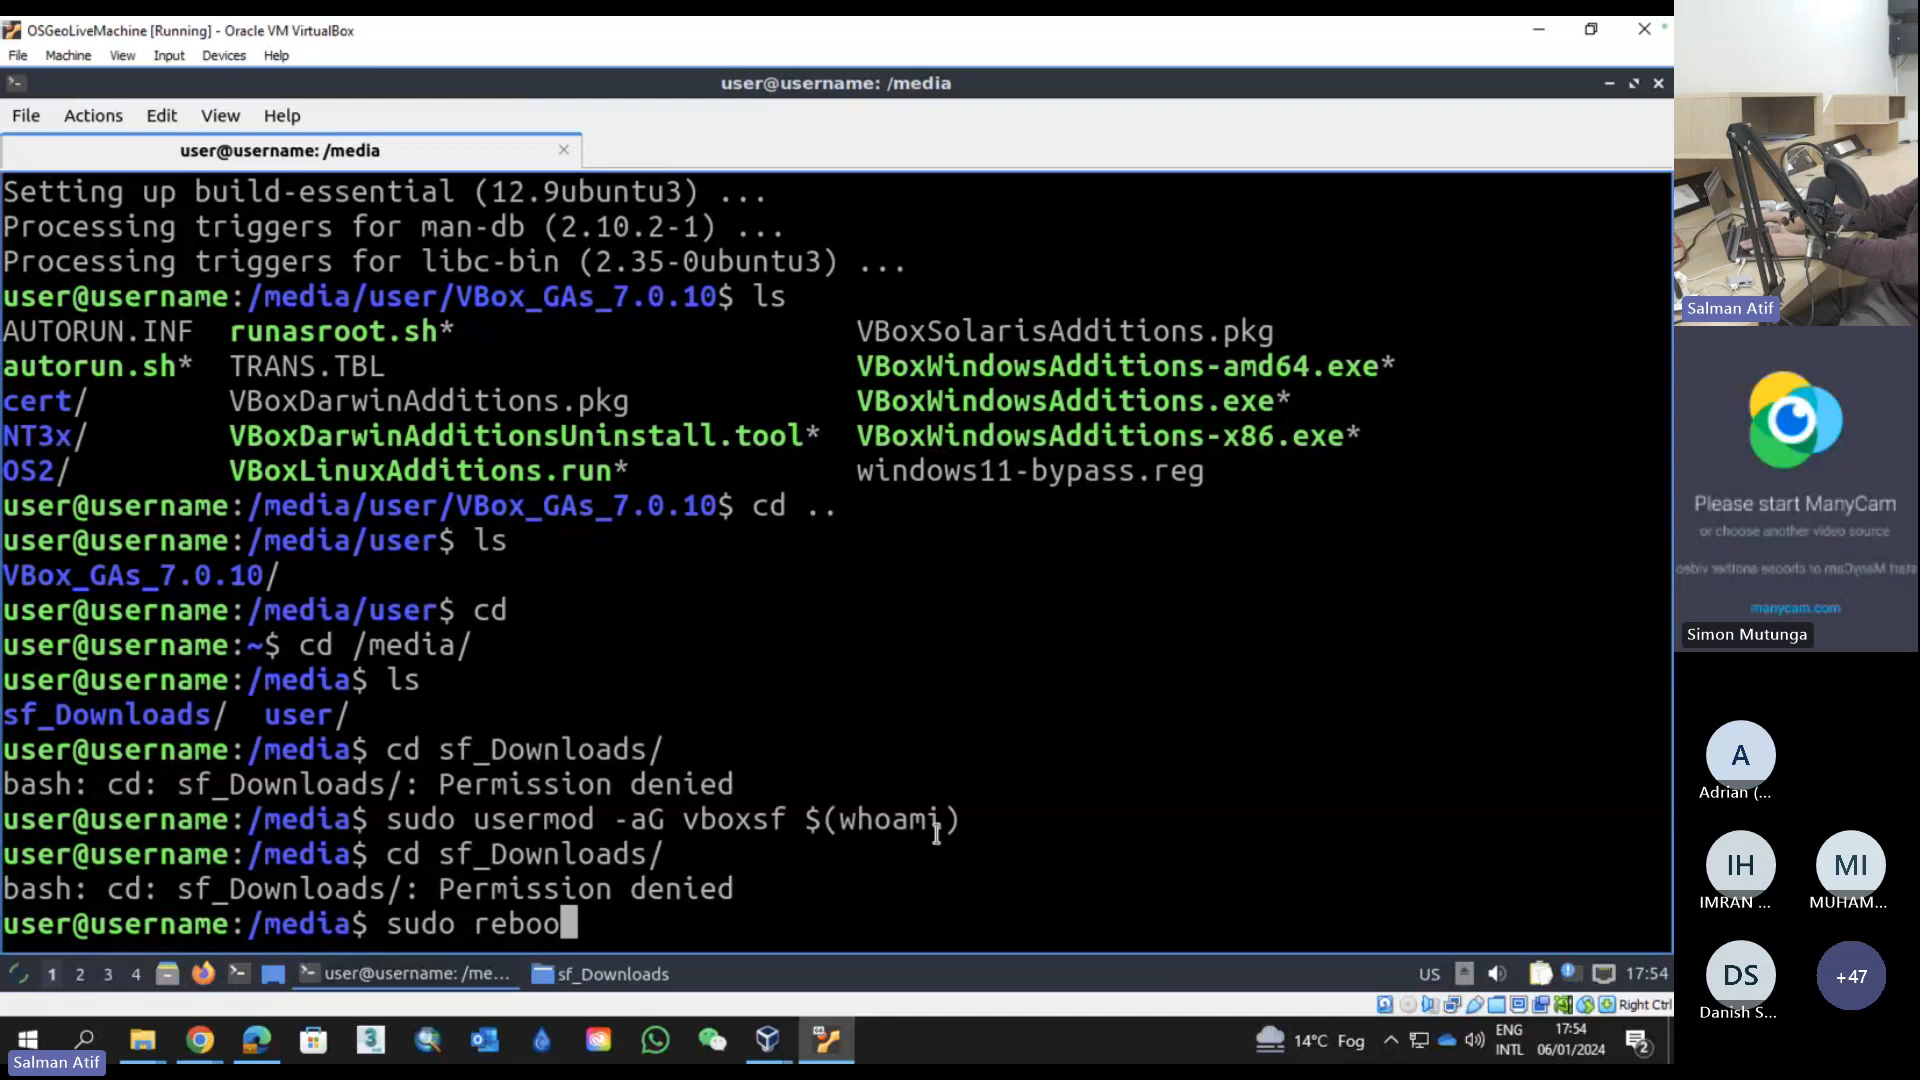 OSGeoLiveMachine [Running] - Oracle VM VirtualBox
File Machine View Input Devices Help
user@username: /media
File Actions Edit View Help
user@username: /media
Setting up build-essential (12.9ubuntu3) ...
Processing triggers for man-db (2.10.2-1) ...
Processing triggers for libc-bin (2.35-0ubuntu3) ...
user@username:/media/user/VBox_GAs_7.0.10$ ls
AUTORUN.INF runasroot.sh* VBoxSolarisAdditions.pkg
autorun.sh* TRANS.TBL VBoxWindowsAdditions-amd64.exe*
cert/ VBoxDarwinAdditions.pkg VBoxWindowsAdditions.exe*
NT3x/ VBoxDarwinAdditionsUninstall.tool* VBoxWindowsAdditions-x86.exe*
OS2/ VBoxLinuxAdditions.run* windows11-bypass.reg
user@username:/media/user/VBox_GAs_7.0.10$ cd ..
user@username:/media/user$ ls
VBox_GAs_7.0.10/
user@username:/media/user$ cd
user@username:~$ cd /media/
user@username:/media$ ls
sf_Downloads/ user/
user@username:/media$ cd sf_Downloads/
bash: cd: sf_Downloads/: Permission denied
user@username:/media$ sudo usermod -aG vboxsf $(whoami)
user@username:/media$ cd sf_Downloads/
bash: cd: sf_Downloads/: Permission denied
user@username:/media$ sudo reboo
1 2 3 4 user@username: /me... sf_Downloads US 17:54
Right Ctrl
14°C Fog
ENG
INTL
17:54
06/01/2024
2
Salman Atif
Salman Atif
Please start ManyCam
or choose another video source
manycam.com
Simon Mutunga
A
Adrian (...
IH
IMRAN ...
MI
MUHAM...
DS
Danish S...
+47